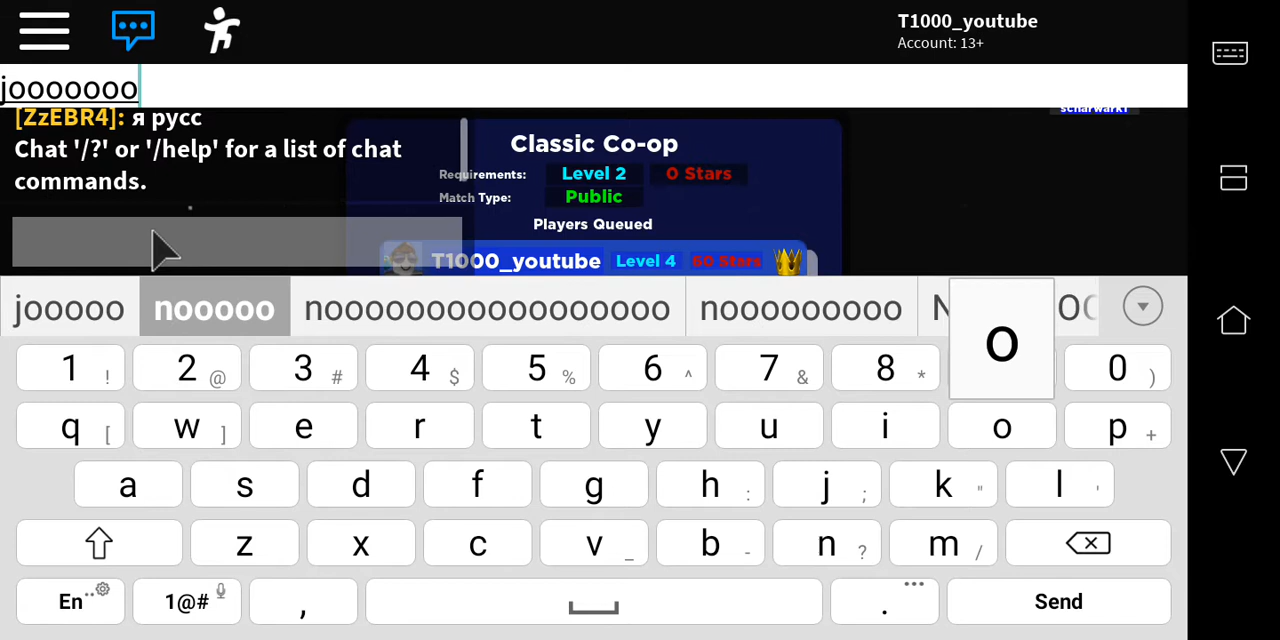 T1000_youtube
Account: 13+
jooooooo
[ZzEBR4]: я русс
Chat '/?' or '/help' for a list of chat
commands.
scharwarkt
Classic Co-op
Requirements: Level 2 0 Stars
Match Type: Public
Players Queued
T1000_youtube Level 4 60 Stars
jooooo nooooo nooooooooooooooooo nooooooooo
o
1 ! 2 @ 3 # 4 $ 5 % 6 ^ 7 & 8 * 0 )
q [ w ] e r t y u i o p +
a s d f g h : j ; k " l '
z x c v _ b - n ? m /
En 1@# , . Send